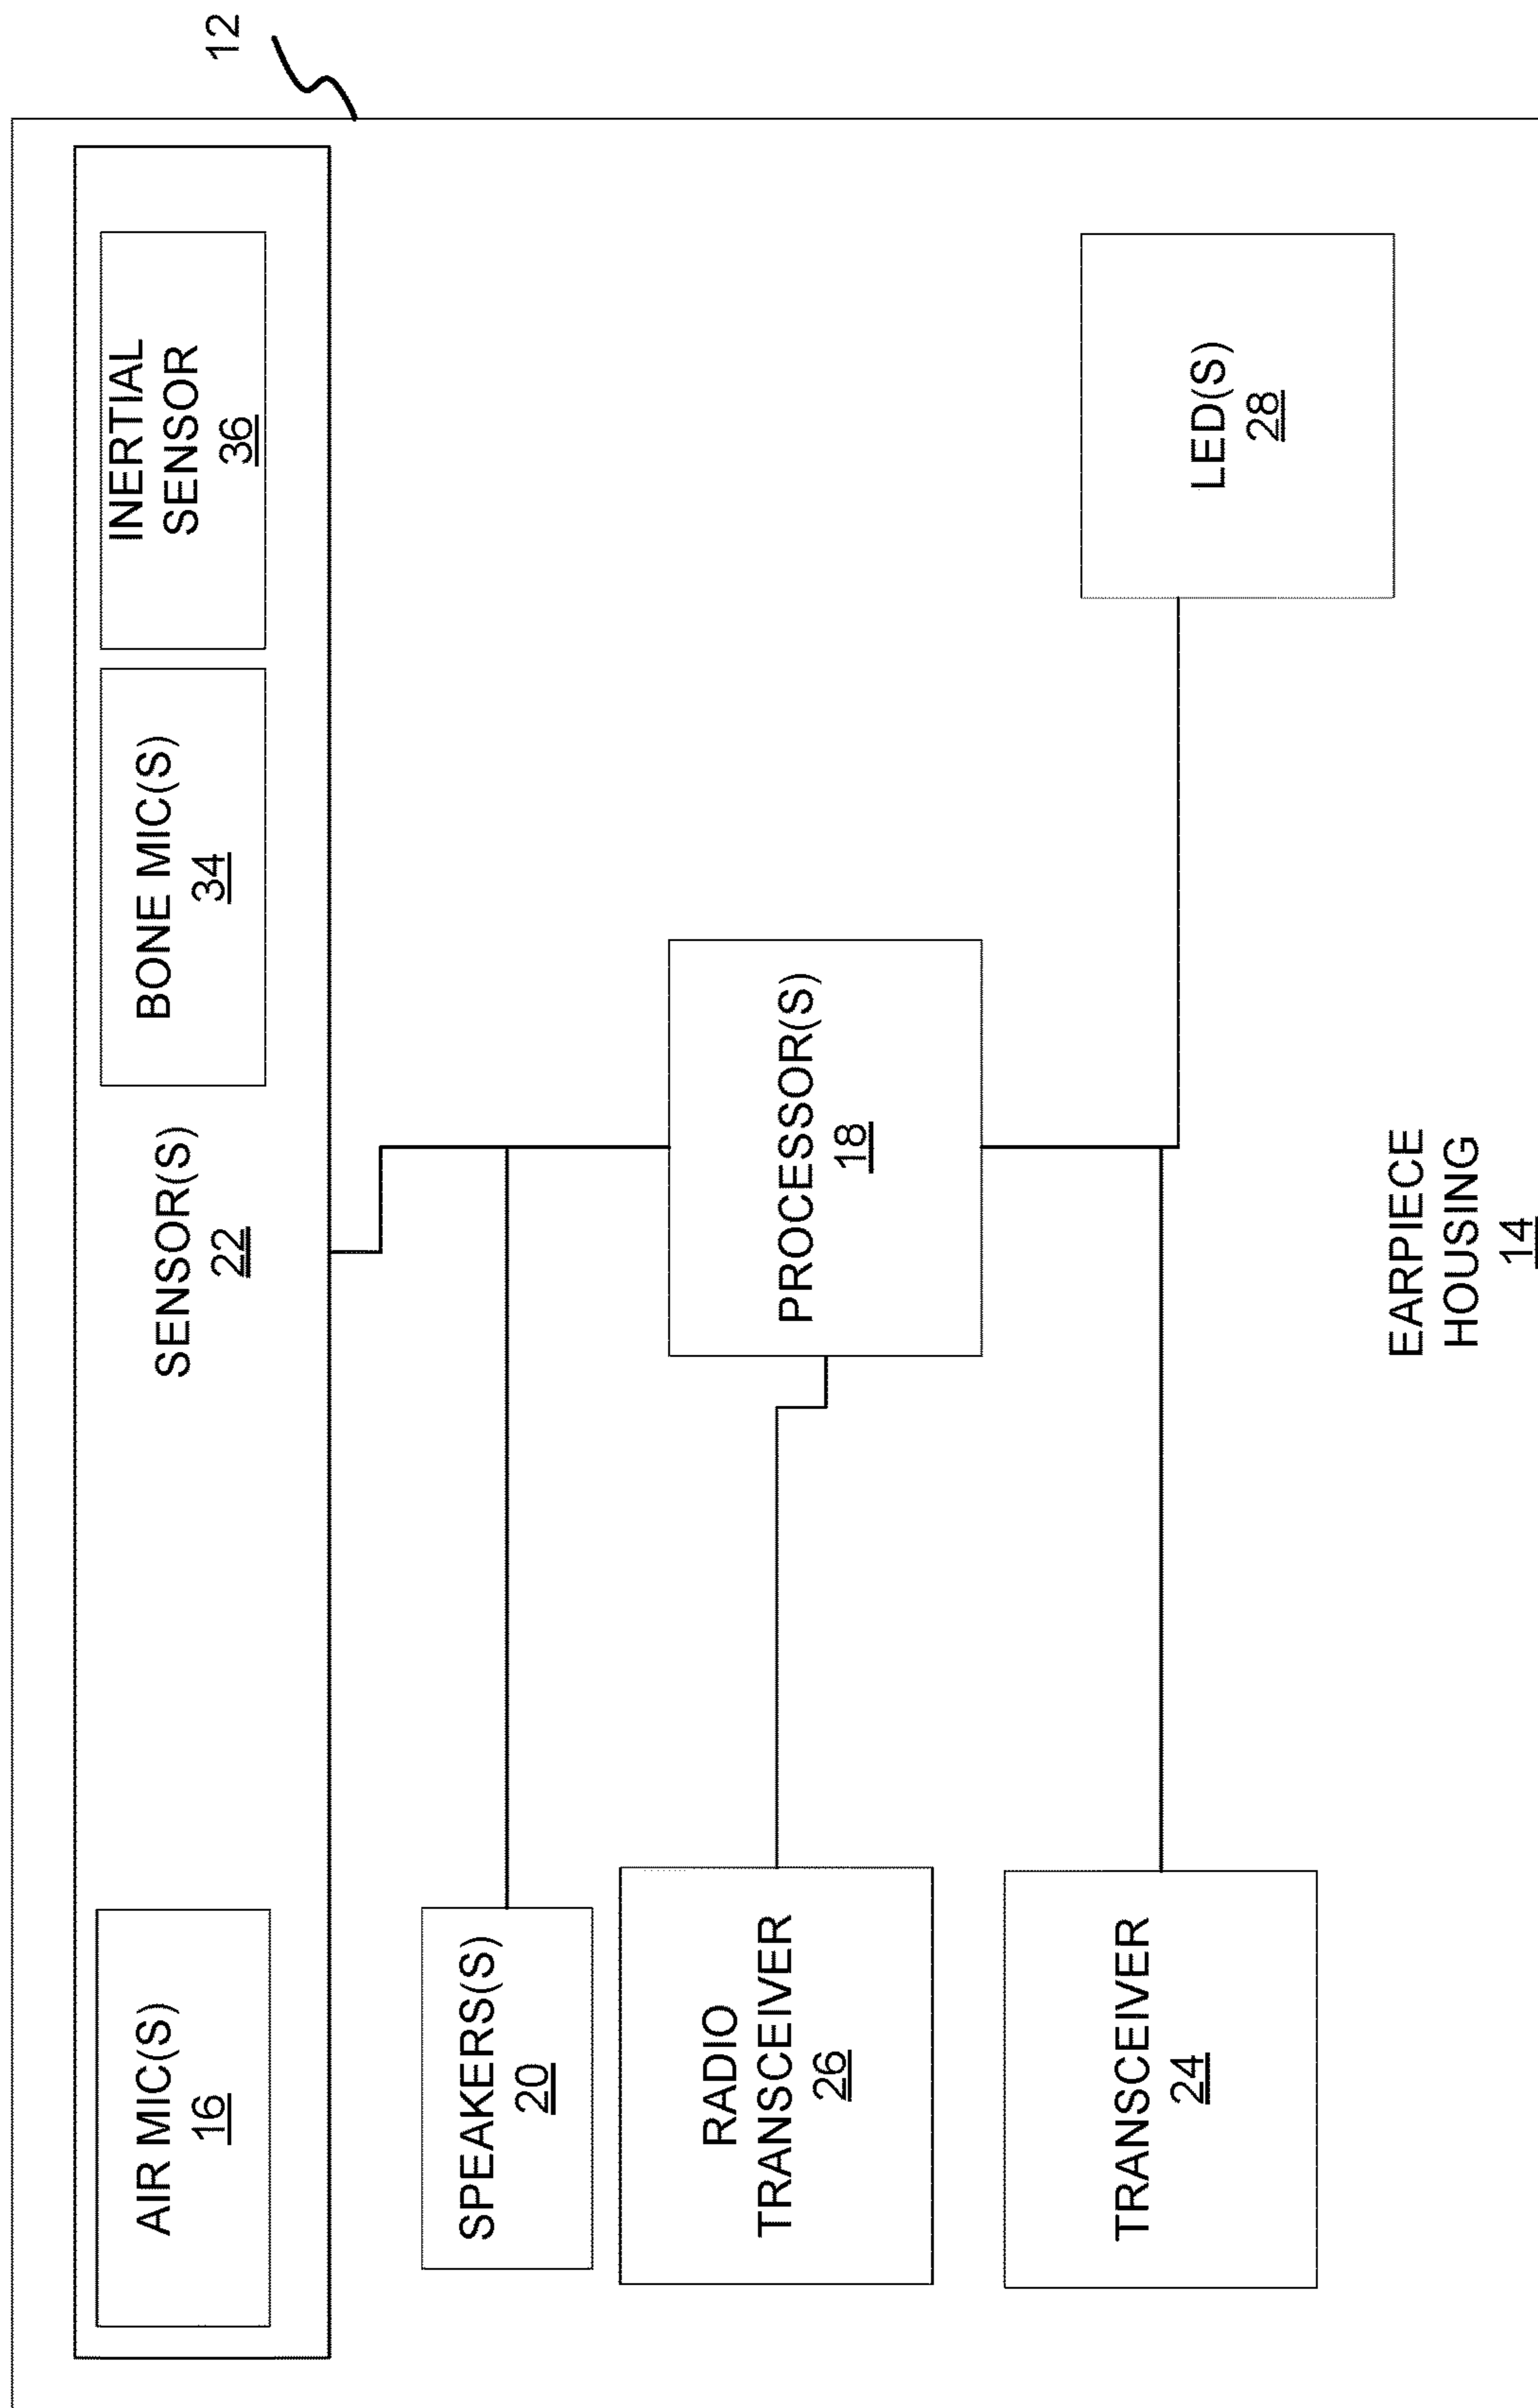 12
AIR MIC(S)
16
SENSOR(S)
22
BONE MIC(S)
34
INERTIAL
SENSOR
36
SPEAKERS(S)
20
RADIO
TRANSCEIVER
26
PROCESSOR(S)
18
TRANSCEIVER
24
LED(S)
28
EARPIECE
HOUSING
14